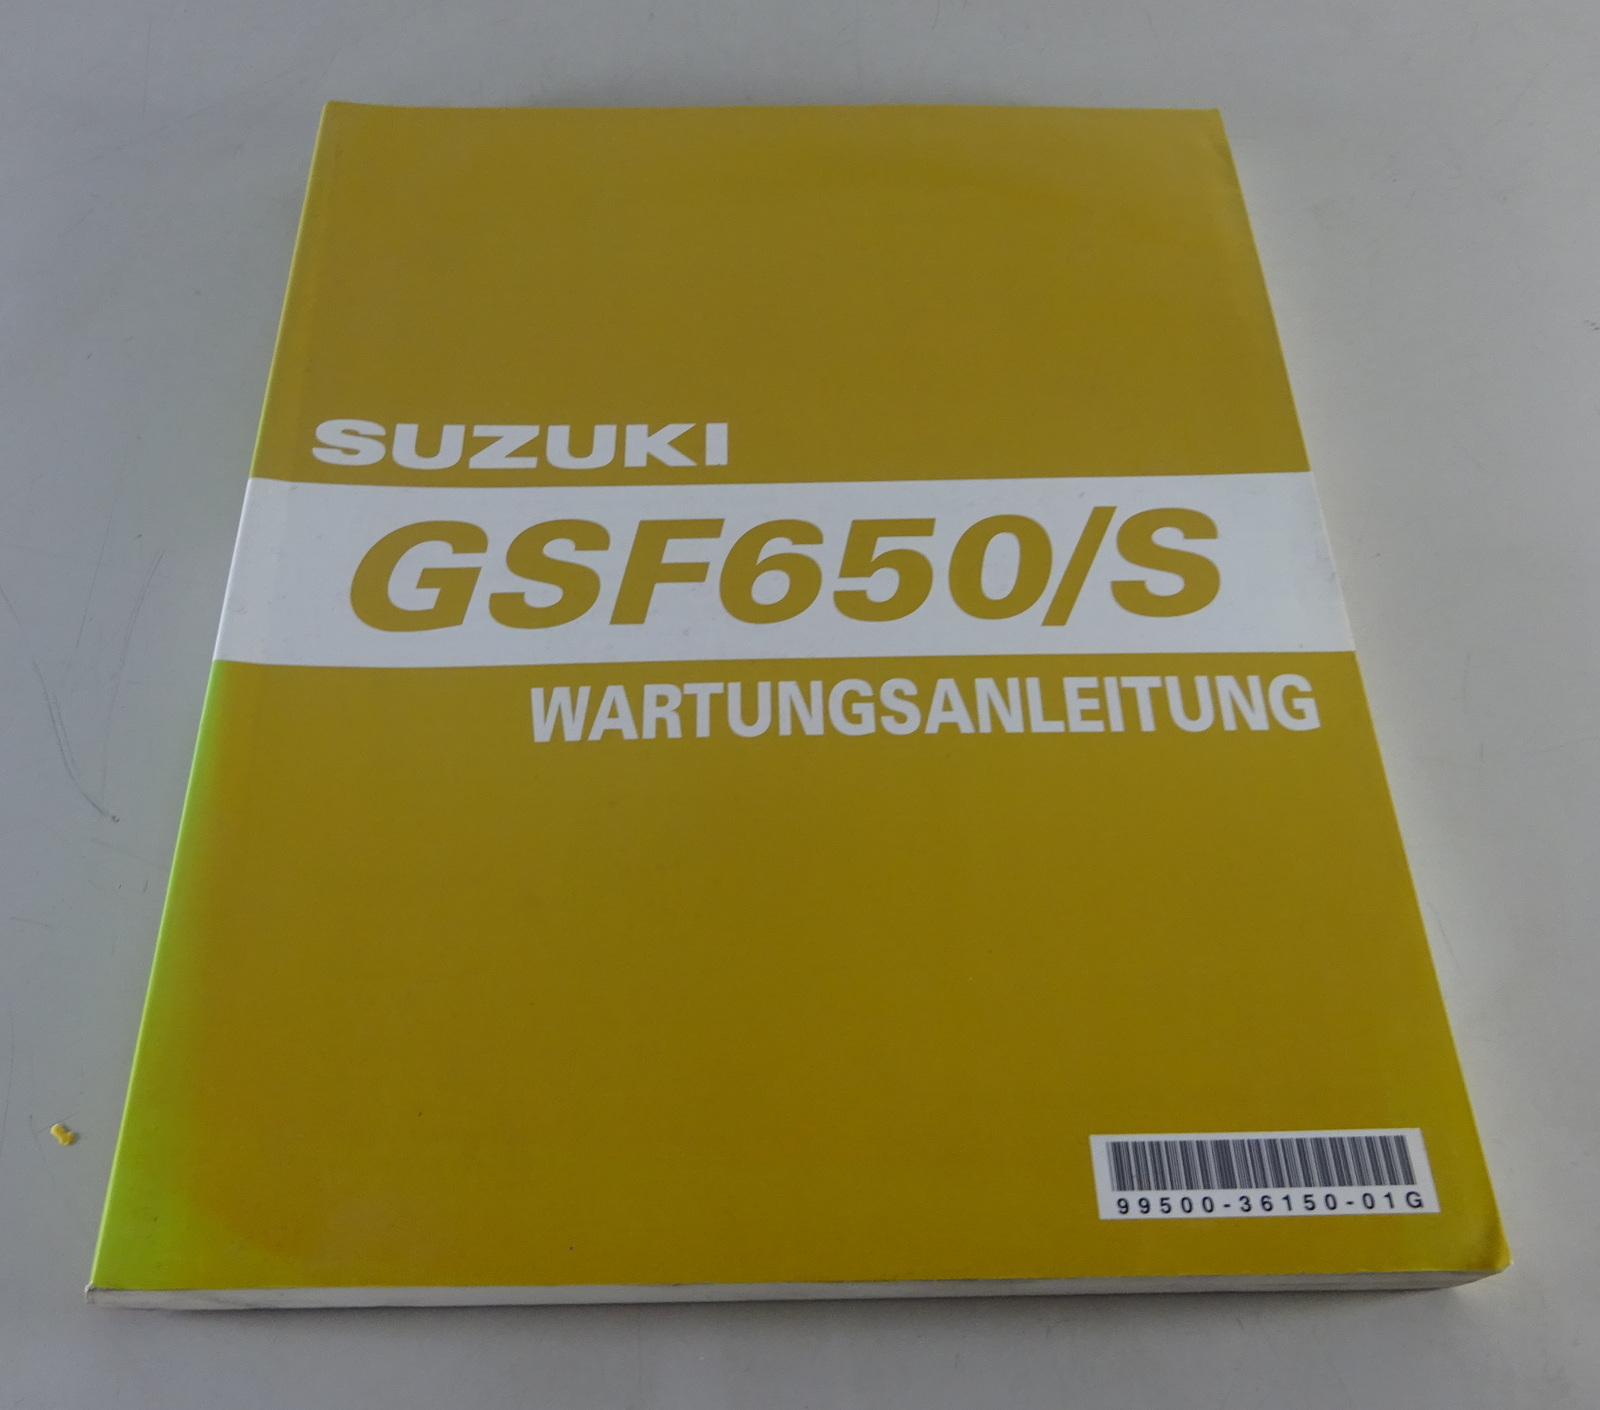 SUZUKI
GSF650/S
WARTUNGSANLEITUNG
99500-36150-01G